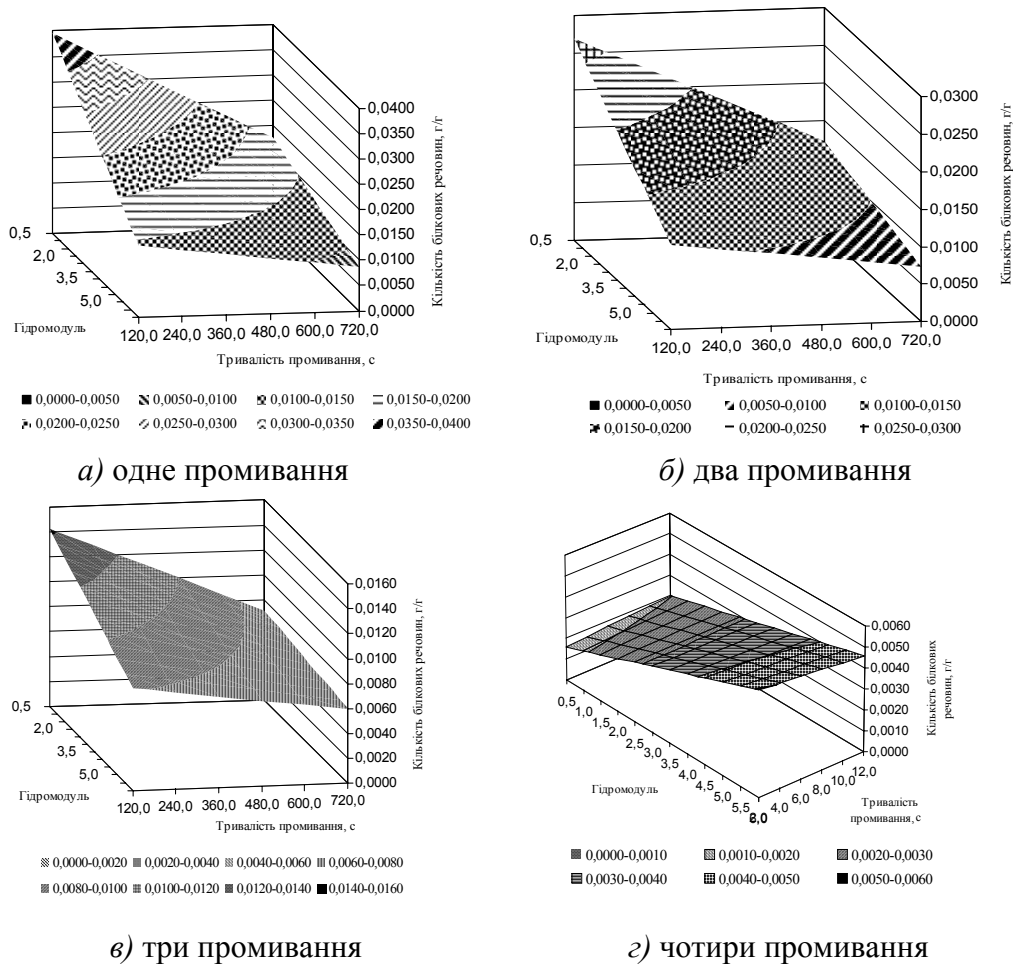 0,0400
0,0350
0,0300
0,0250
0,0200
0,0150
0,0100
0,0050
0,0000
Кількість білкових речовин, г/г
0,5
2,0
3,5
5,0
Гідромодуль
120,0 240,0 360,0 480,0 600,0 720,0
Тривалість промивання, с
0,0000-0,0050 0,0050-0,0100 0,0100-0,0150 0,0150-0,0200
0,0200-0,0250 0,0250-0,0300 0,0300-0,0350 0,0350-0,0400
а) одне промивання
0,0300
0,0250
0,0200
0,0150
0,0100
0,0050
0,0000
Кількість білкових речовин, г/г
0,5
2,0
3,5
5,0
Гідромодуль
120,0 240,0 360,0 480,0 600,0 720,0
Тривалість промивання, с
0,0000-0,0050 0,0050-0,0100 0,0100-0,0150
0,0150-0,0200 0,0200-0,0250 0,0250-0,0300
б) два промивання
0,0160
0,0140
0,0120
0,0100
0,0080
0,0060
0,0040
0,0020
0,0000
Кількість білкових речовин, г/г
0,5
2,0
3,5
5,0
Гідромодуль
120,0 240,0 360,0 480,0 600,0 720,0
Тривалість промивання, с
0,0000-0,0020 0,0020-0,0040 0,0040-0,0060 0,0060-0,0080
0,0080-0,0100 0,0100-0,0120 0,0120-0,0140 0,0140-0,0160
в) три промивання
0,0060
0,0050
0,0040
0,0030
0,0020
0,0010
0,0000
Кількість білкових
речовин, г/г
0,5
1,0
1,5
2,0
2,5
3,0
3,5
4,0
4,5
5,0
5,5
Гідромодуль
4,0
6,0
8,0
10,0
12,0
Тривалість
промивання, с
0,0000-0,0010 0,0010-0,0020 0,0020-0,0030
0,0030-0,0040 0,0040-0,0050 0,0050-0,0060
г) чотири промивання